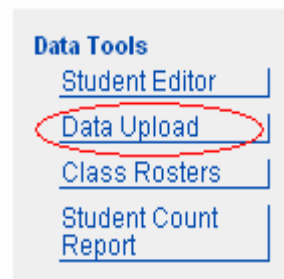 Data Tools
Student Editor
Data Upload
Class Rosters
Student Count
Report